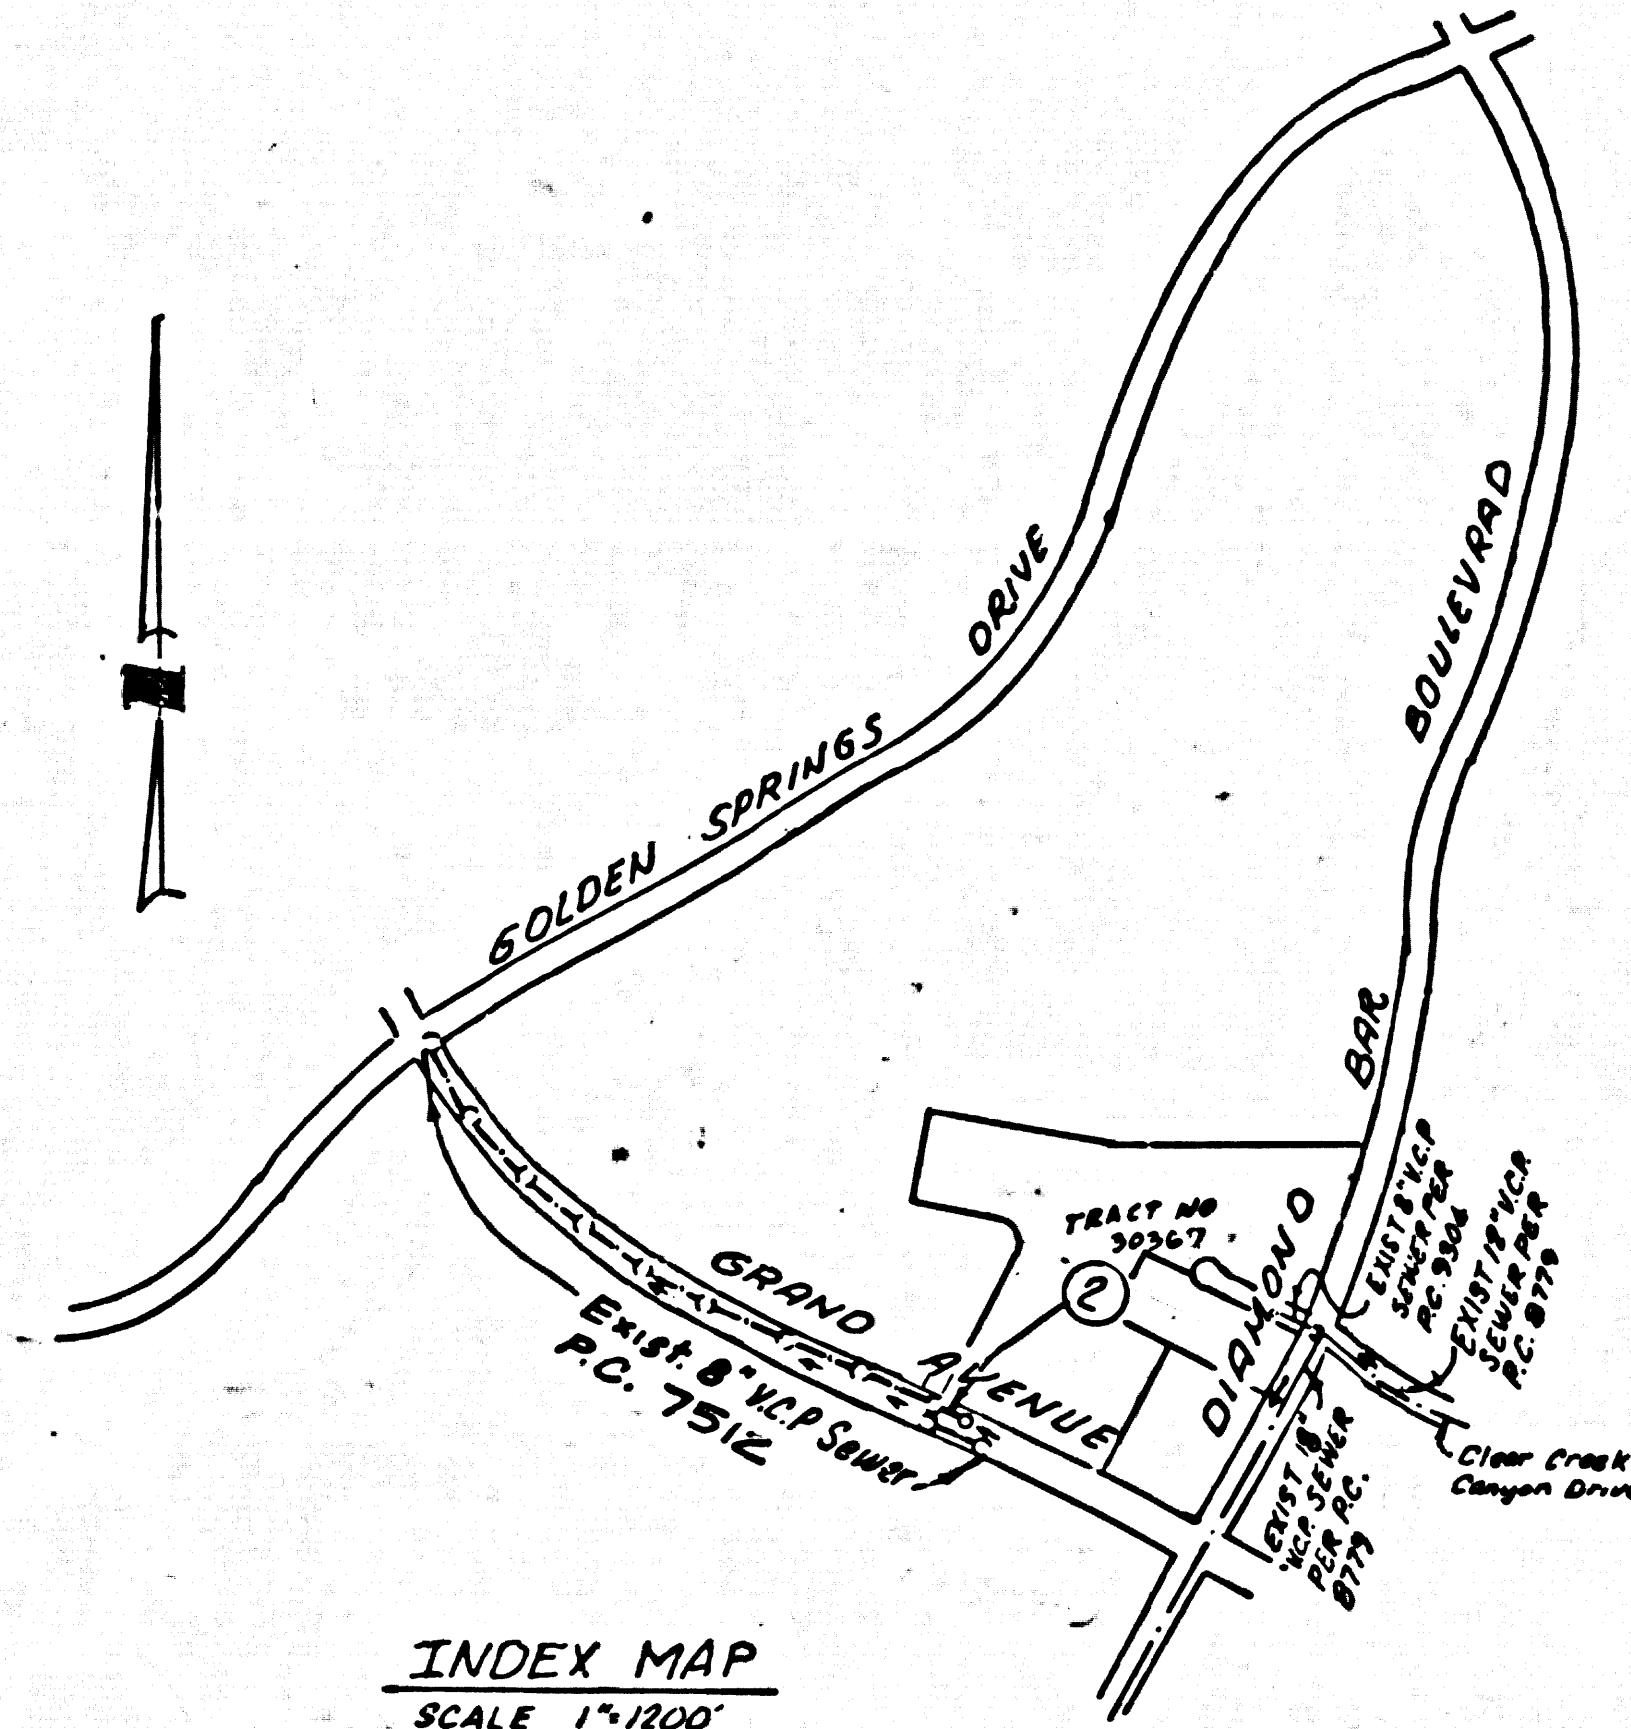 GOLDEN SPRINGS DRIVE
DIAMOND BAR BOULEVRAD
TRACT NO
30367
2
GRAND AVENUE
Exist. 8" V.C.P Sewer
P.C. 7512
EXIST 8" V.C.P
SEWER PER
P.C. 9306
EXIST 18" V.C.P.
SEWER PER
P.C. 8779
EXIST 18"
V.C.P. SEWER
PER P.C.
8779
Clear Creek
Canyon
INDEX MAP
SCALE 1"=1200'